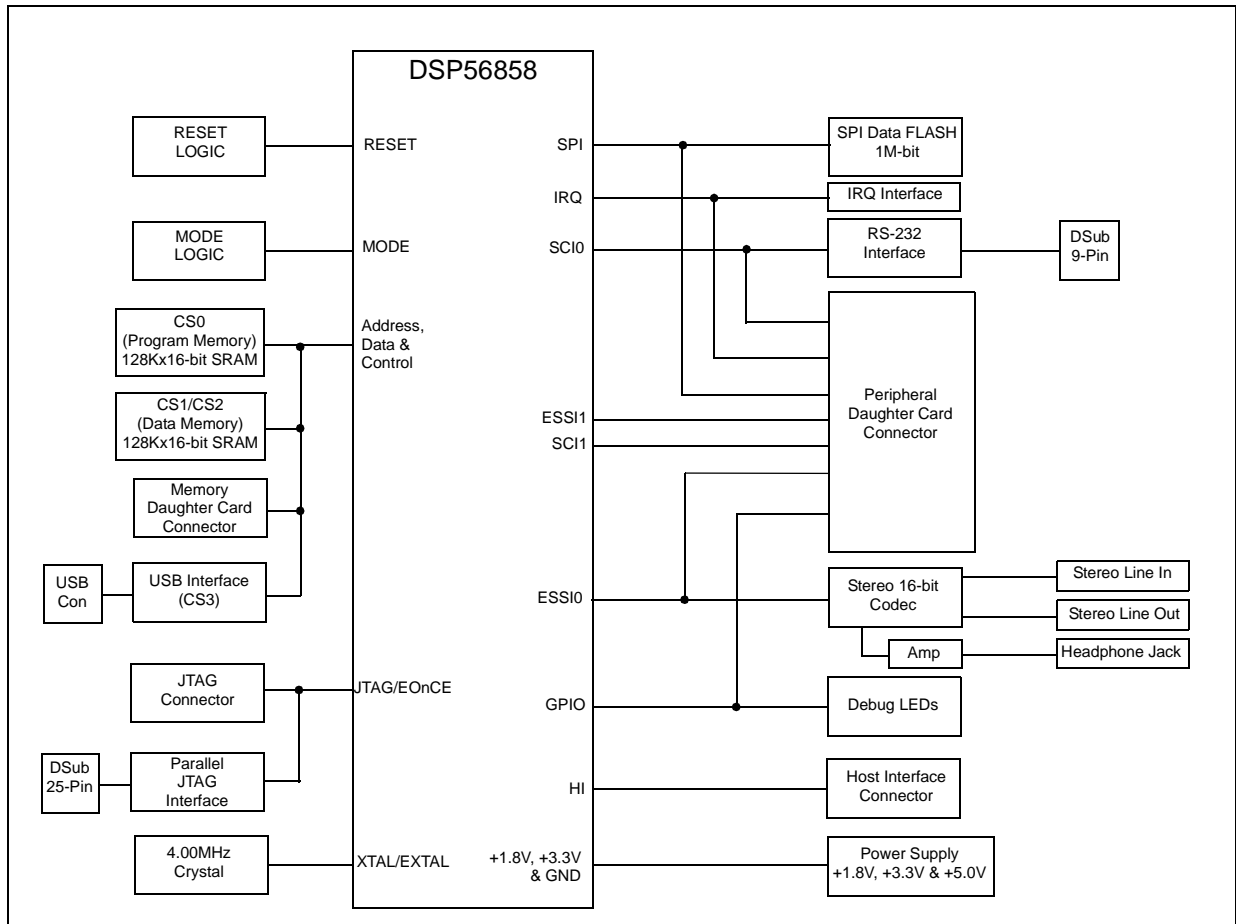 DSP56858
RESET
LOGIC
RESET
MODE
LOGIC
MODE
CS0
(Program Memory)
128Kx16-bit SRAM
Address,
Data &
Control
CS1/CS2
(Data Memory)
128Kx16-bit SRAM
Memory
Daughter Card
Connector
USB
Con
USB Interface
(CS3)
JTAG
Connector
JTAG/EOnCE
DSub
25-Pin
Parallel
JTAG
Interface
4.00MHz
Crystal
XTAL/EXTAL
SPI
SPI Data FLASH
1M-bit
IRQ
IRQ Interface
SCI0
RS-232
Interface
DSub
9-Pin
Peripheral
Daughter Card
Connector
ESSI1
SCI1
ESSI0
Stereo 16-bit
Codec
Stereo Line In
Stereo Line Out
Amp
Headphone Jack
GPIO
Debug LEDs
HI
Host Interface
Connector
+1.8V, +3.3V
& GND
Power Supply
+1.8V, +3.3V & +5.0V